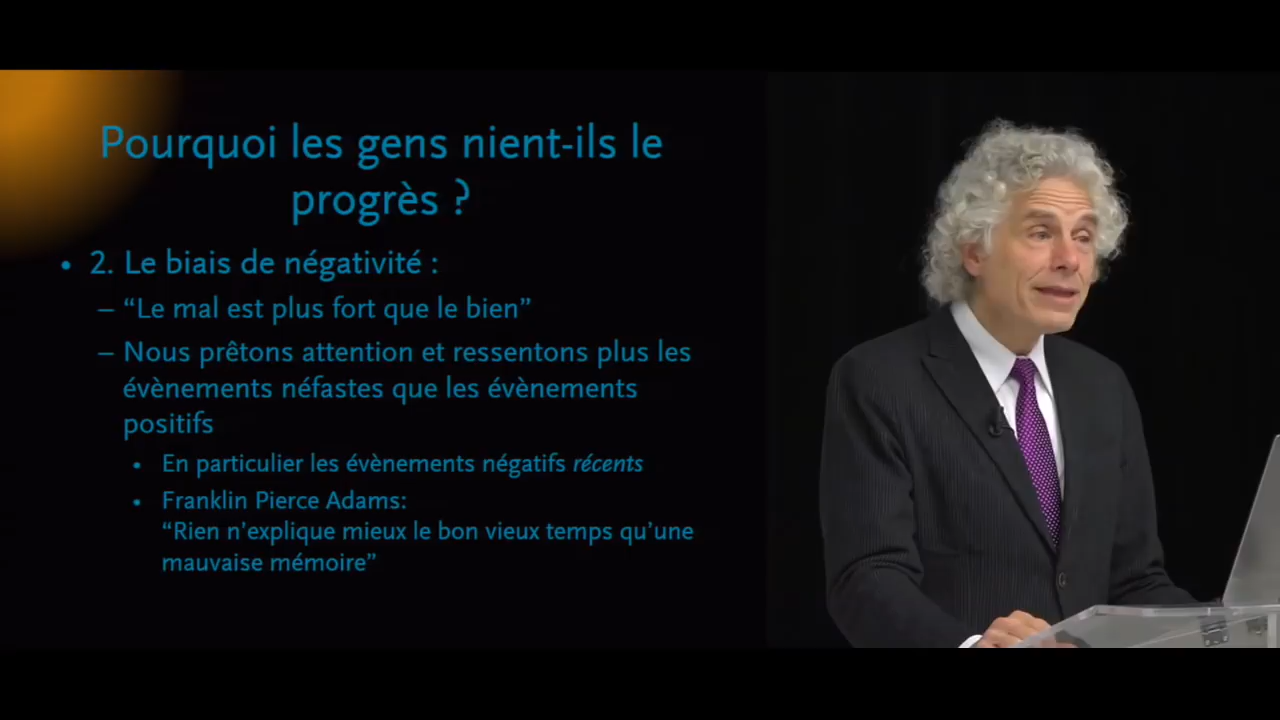 Pourquoi les gens nient-ils le
progrès ?
• 2. Le biais de négativité :
– “Le mal est plus fort que le bien”
– Nous prêtons attention et ressentons plus les
évènements néfastes que les évènements
positifs
• En particulier les évènements négatifs récents
• Franklin Pierce Adams:
“Rien n’explique mieux le bon vieux temps qu’une
mauvaise mémoire”